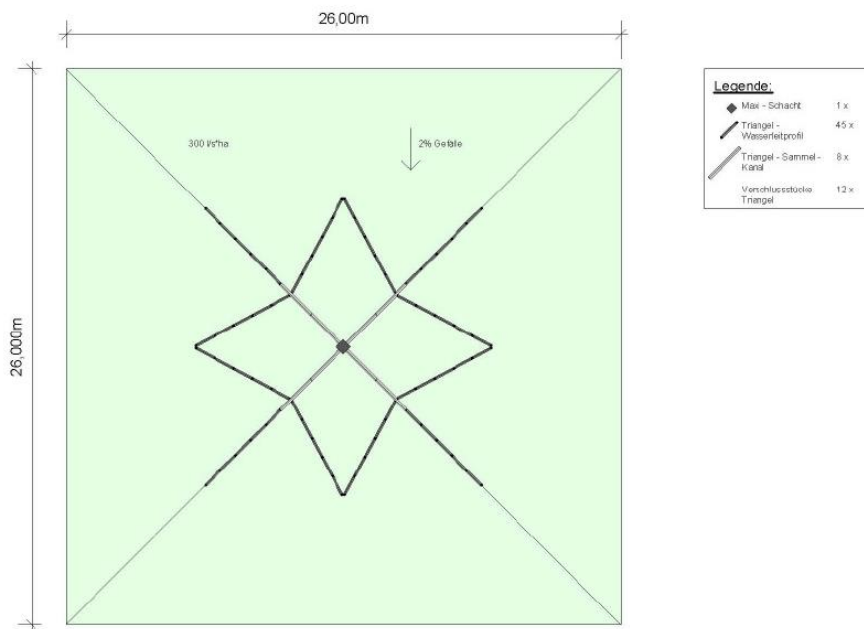 26,00m
26,000m
300 l/s*ha
2% Gefälle
Legende:
Max - Schacht 1 x
Triangel - Wasserleitprofil 45 x
Triangel - Sammel - Kanal 8 x
Verschlussstücke Triangel 12 x